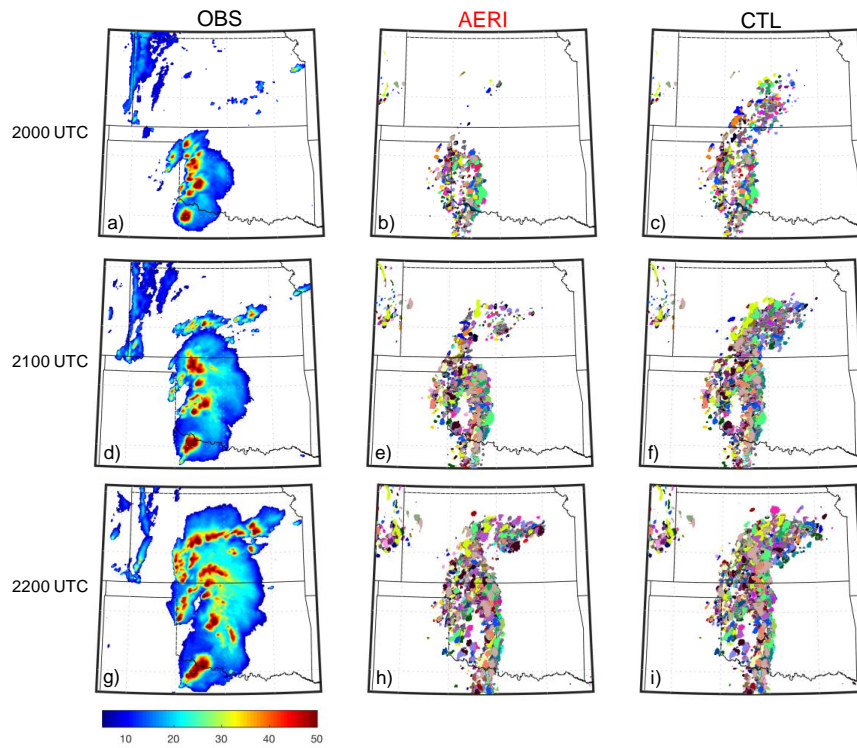 OBS AERI CTL
2000 UTC
a) b) c)
2100 UTC
d) e) f)
2200 UTC
g) h) i)
10 20 30 40 50